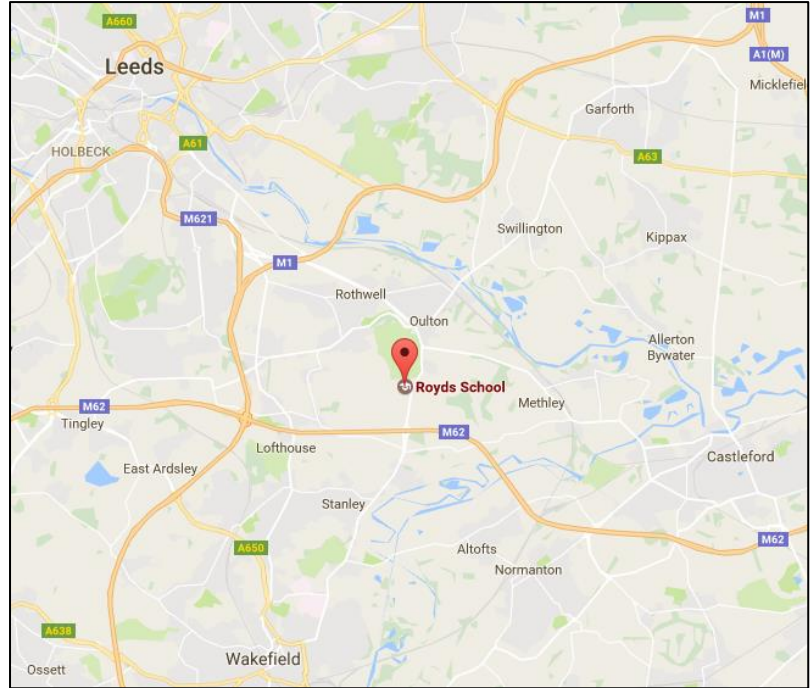 A660
M1
Leeds
A1(M)
Micklefiel
Garforth
A61
HOLBECK
A63
M621
Swillington
Kippax
M1
Rothwell
Oulton
Allerton
Bywater
Royds School
Methley
M62
Tingley
M62
Lofthouse
Castleford
East Ardsley
Stanley
M62
A650
Altofts
Normanton
A638
Wakefield
Ossett